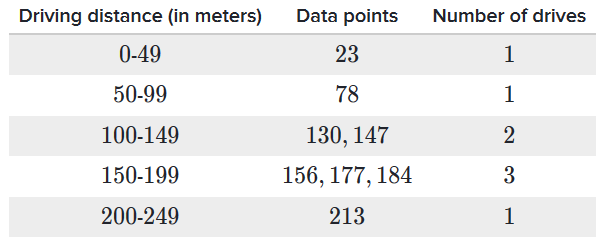 Driving distance (in meters) Data points Number of drives
0-49 23 1
50-99 78 1
100-149 130, 147 2
150-199 156, 177, 184 3
200-249 213 1